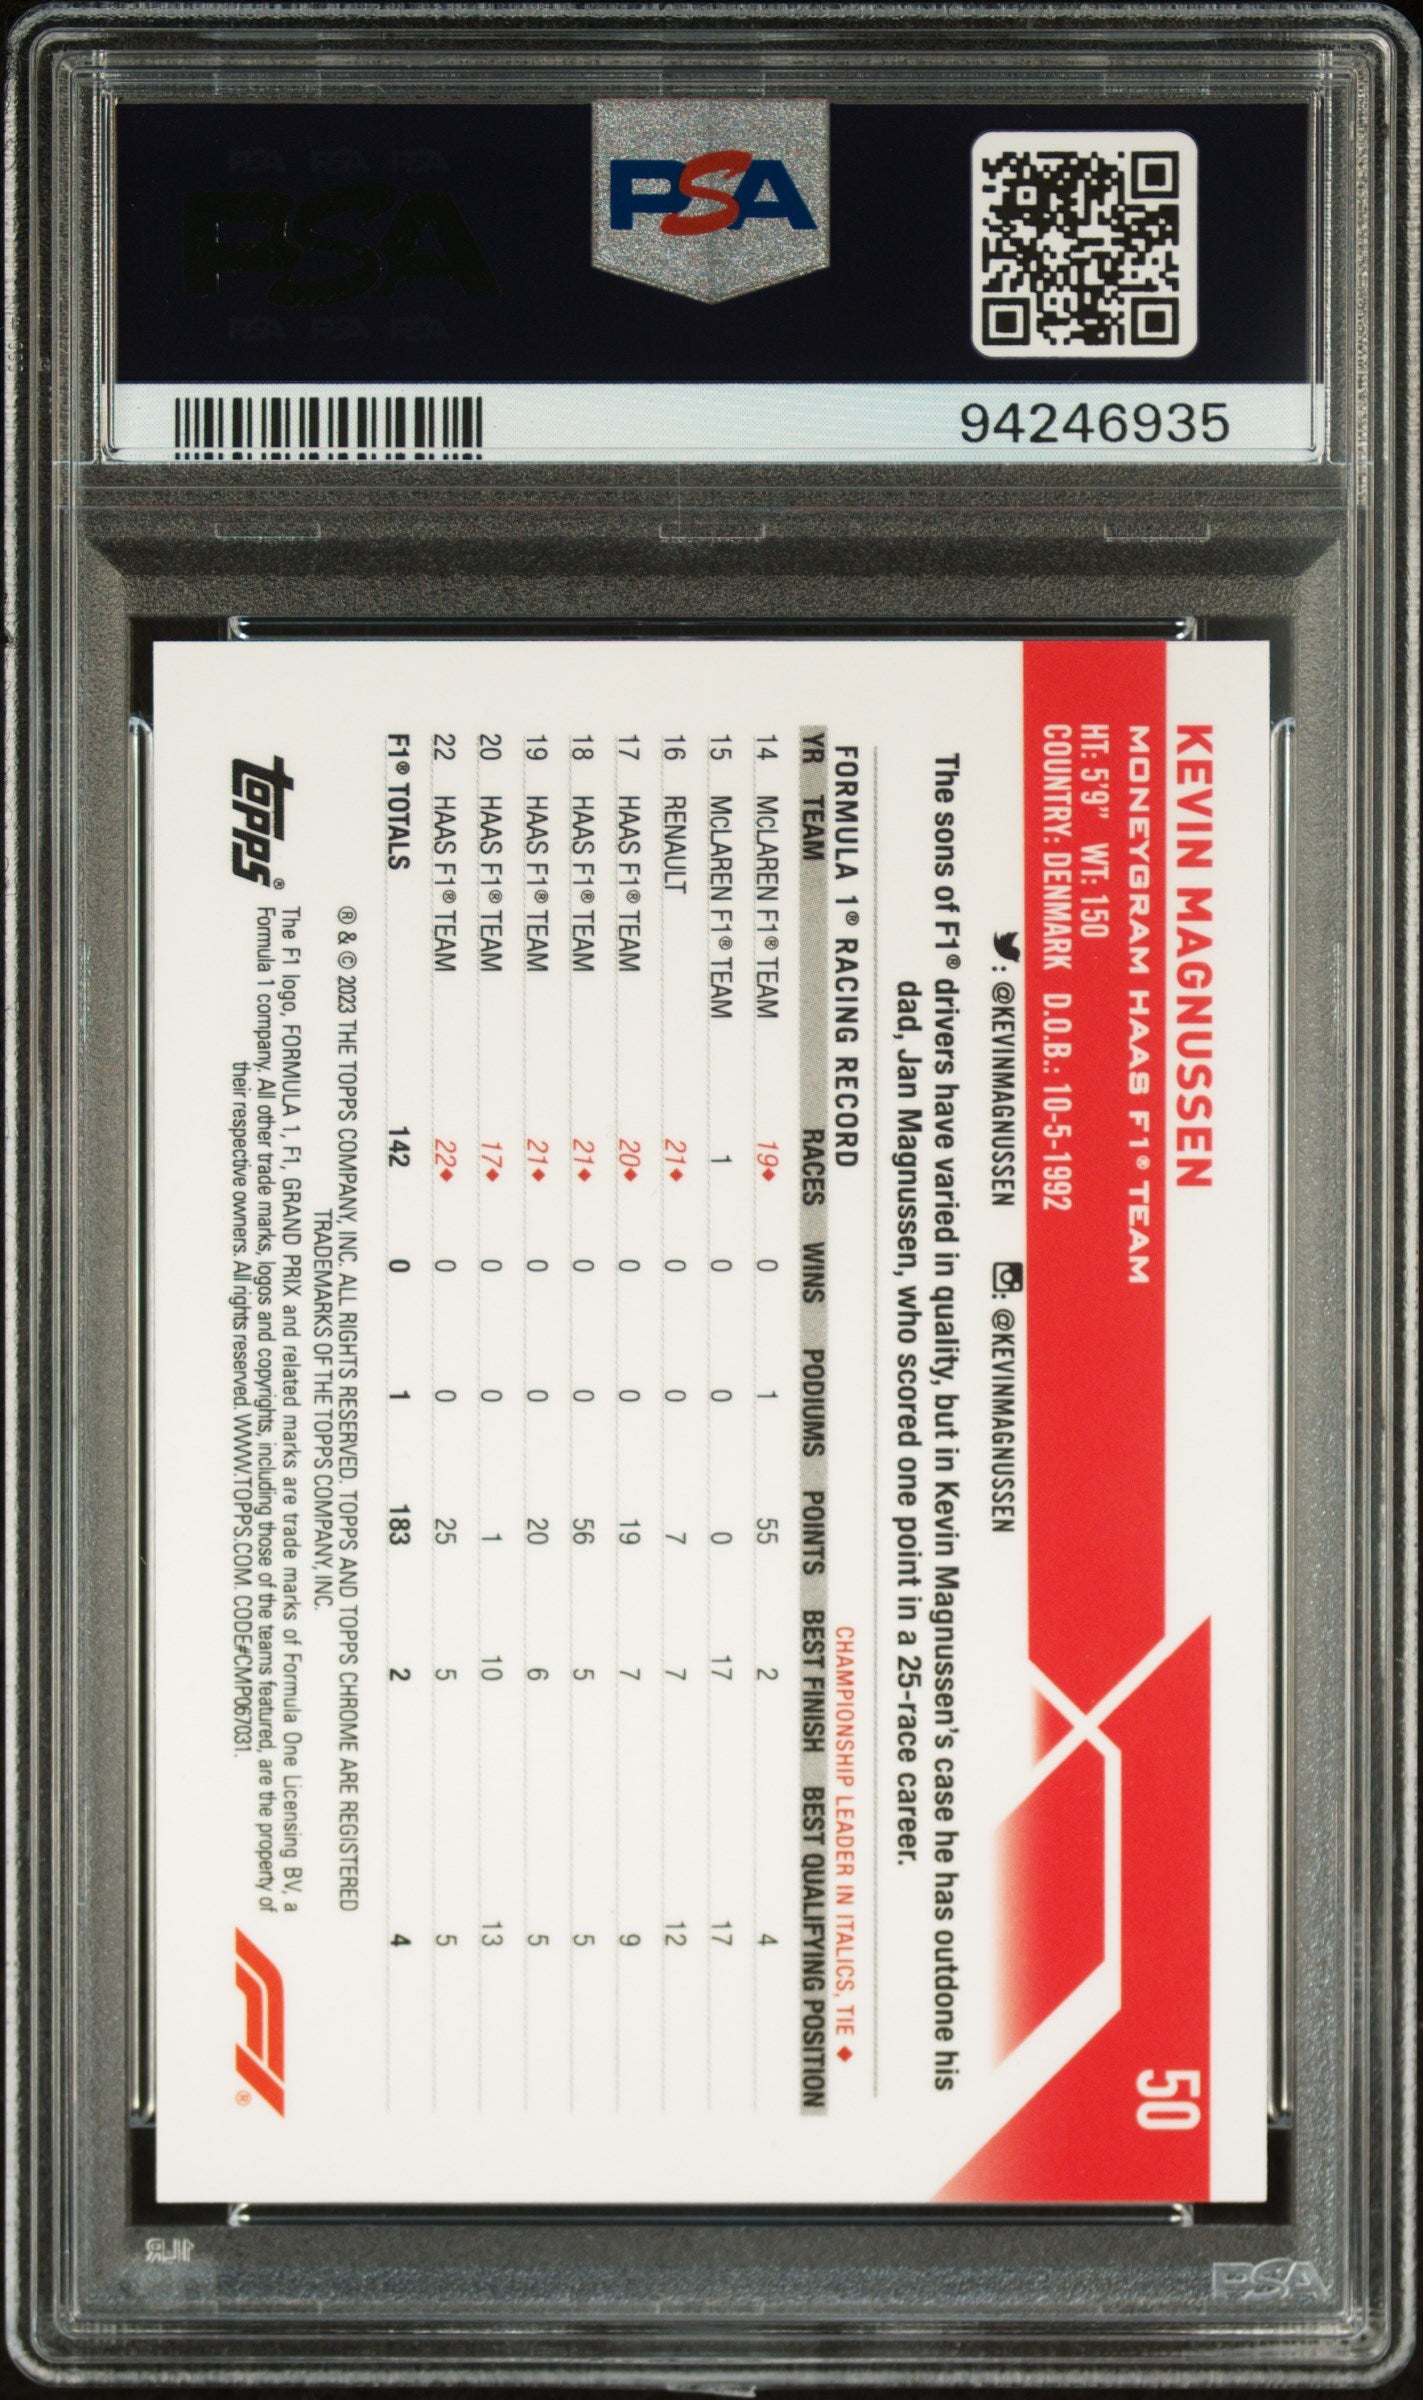 PSA
PSA PSA PSA
PSA
PSA PSA PSA
94246935
KEVIN MAGNUSSEN
50
MONEYGRAM HAAS F1® TEAM
HT: 5'9" WT: 150
COUNTRY: DENMARK D.O.B.: 10-5-1992
: @KEVINMAGNUSSEN : @KEVINMAGNUSSEN
The sons of F1® drivers have varied in quality, but in Kevin Magnussen's case he has outdone his
dad, Jan Magnussen, who scored one point in a 25-race career.
FORMULA 1® RACING RECORD CHAMPIONSHIP LEADER IN ITALICS, TIE ♦
YR TEAM RACES WINS PODIUMS POINTS BEST FINISH BEST QUALIFYING POSITION
14 McLAREN F1® TEAM 19♦ 0 1 55 2 4
15 McLAREN F1® TEAM 1 0 0 0 17 17
16 RENAULT 21♦ 0 0 7 7 12
17 HAAS F1® TEAM 20♦ 0 0 19 7 9
18 HAAS F1® TEAM 21♦ 0 0 56 5 5
19 HAAS F1® TEAM 21♦ 0 0 20 6 5
20 HAAS F1® TEAM 17♦ 0 0 1 10 13
22 HAAS F1® TEAM 22♦ 0 0 25 5 5
F1® TOTALS 142 0 1 183 2 4
® & © 2023 THE TOPPS COMPANY, INC. ALL RIGHTS RESERVED. TOPPS AND TOPPS CHROME ARE REGISTERED
TRADEMARKS OF THE TOPPS COMPANY, INC.
The F1 logo, FORMULA 1, F1, GRAND PRIX and related marks are trade marks of Formula One Licensing BV, a
Formula 1 company. All other trade marks, logos and copyrights, including those of the teams featured, are the property of
their respective owners. All rights reserved. WWW.TOPPS.COM. CODE#CMP067031.
topps®
F1®
PSA